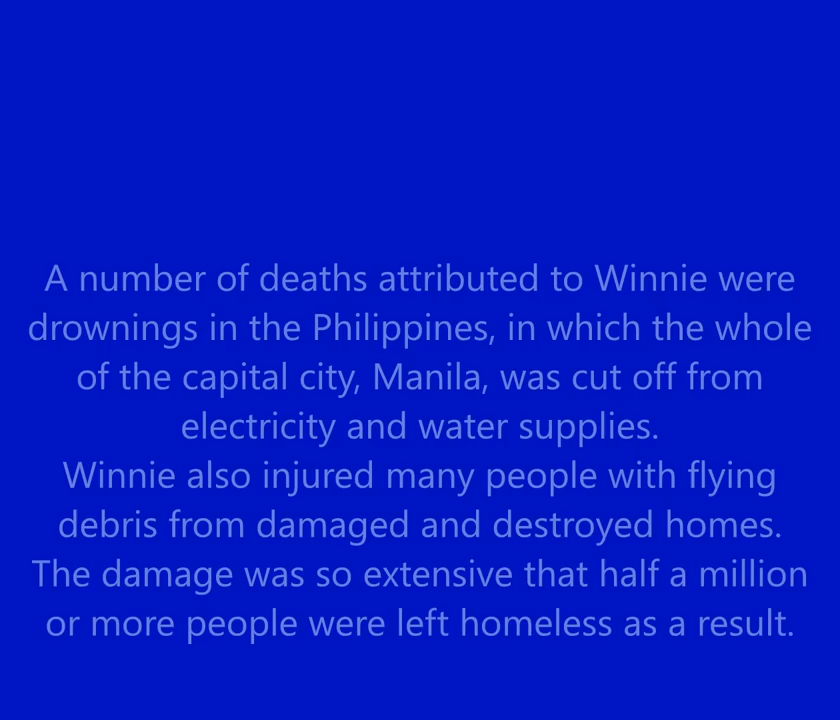 A number of deaths attributed to Winnie were
drownings in the Philippines, in which the whole
of the capital city, Manila, was cut off from
electricity and water supplies.
Winnie also injured many people with flying
debris from damaged and destroyed homes.
The damage was so extensive that half a million
or more people were left homeless as a result.